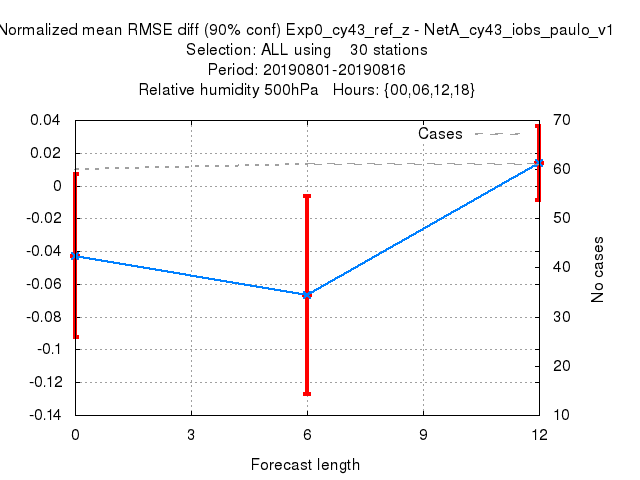 Normalized mean RMSE diff (90% conf) Exp0_cy43_ref_z - NetA_cy43_iobs_paulo_v1
Selection: ALL using 30 stations
Period: 20190801-20190816
Relative humidity 500hPa Hours: {00,06,12,18}
Cases
0.04
0.02
0
-0.02
-0.04
-0.06
-0.08
-0.1
-0.12
-0.14
70
60
50
40
30
20
10
No cases
0 3 6 9 12
Forecast length